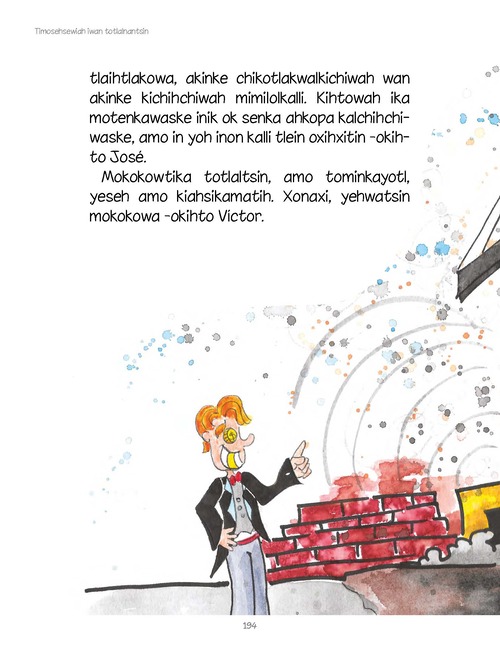 Timosehsewiah iwan totlalnantsin
tlaihtlakowa, akinke chikotlakwalkichiwah wan
akinke kichihchiwah mimilolkalli. Kihtowah ika
motenkawaske inik ok senka ahkopa kalchihchi-
waske, amo in yoh inon kalli tlein oxihxitin -okih-
to José.
Mokokowtika totlaltsin, amo tominkayotl,
yeseh amo kiahsikamatih. Xonaxi, yehwatsin
mokokowa -okihto Victor.
194